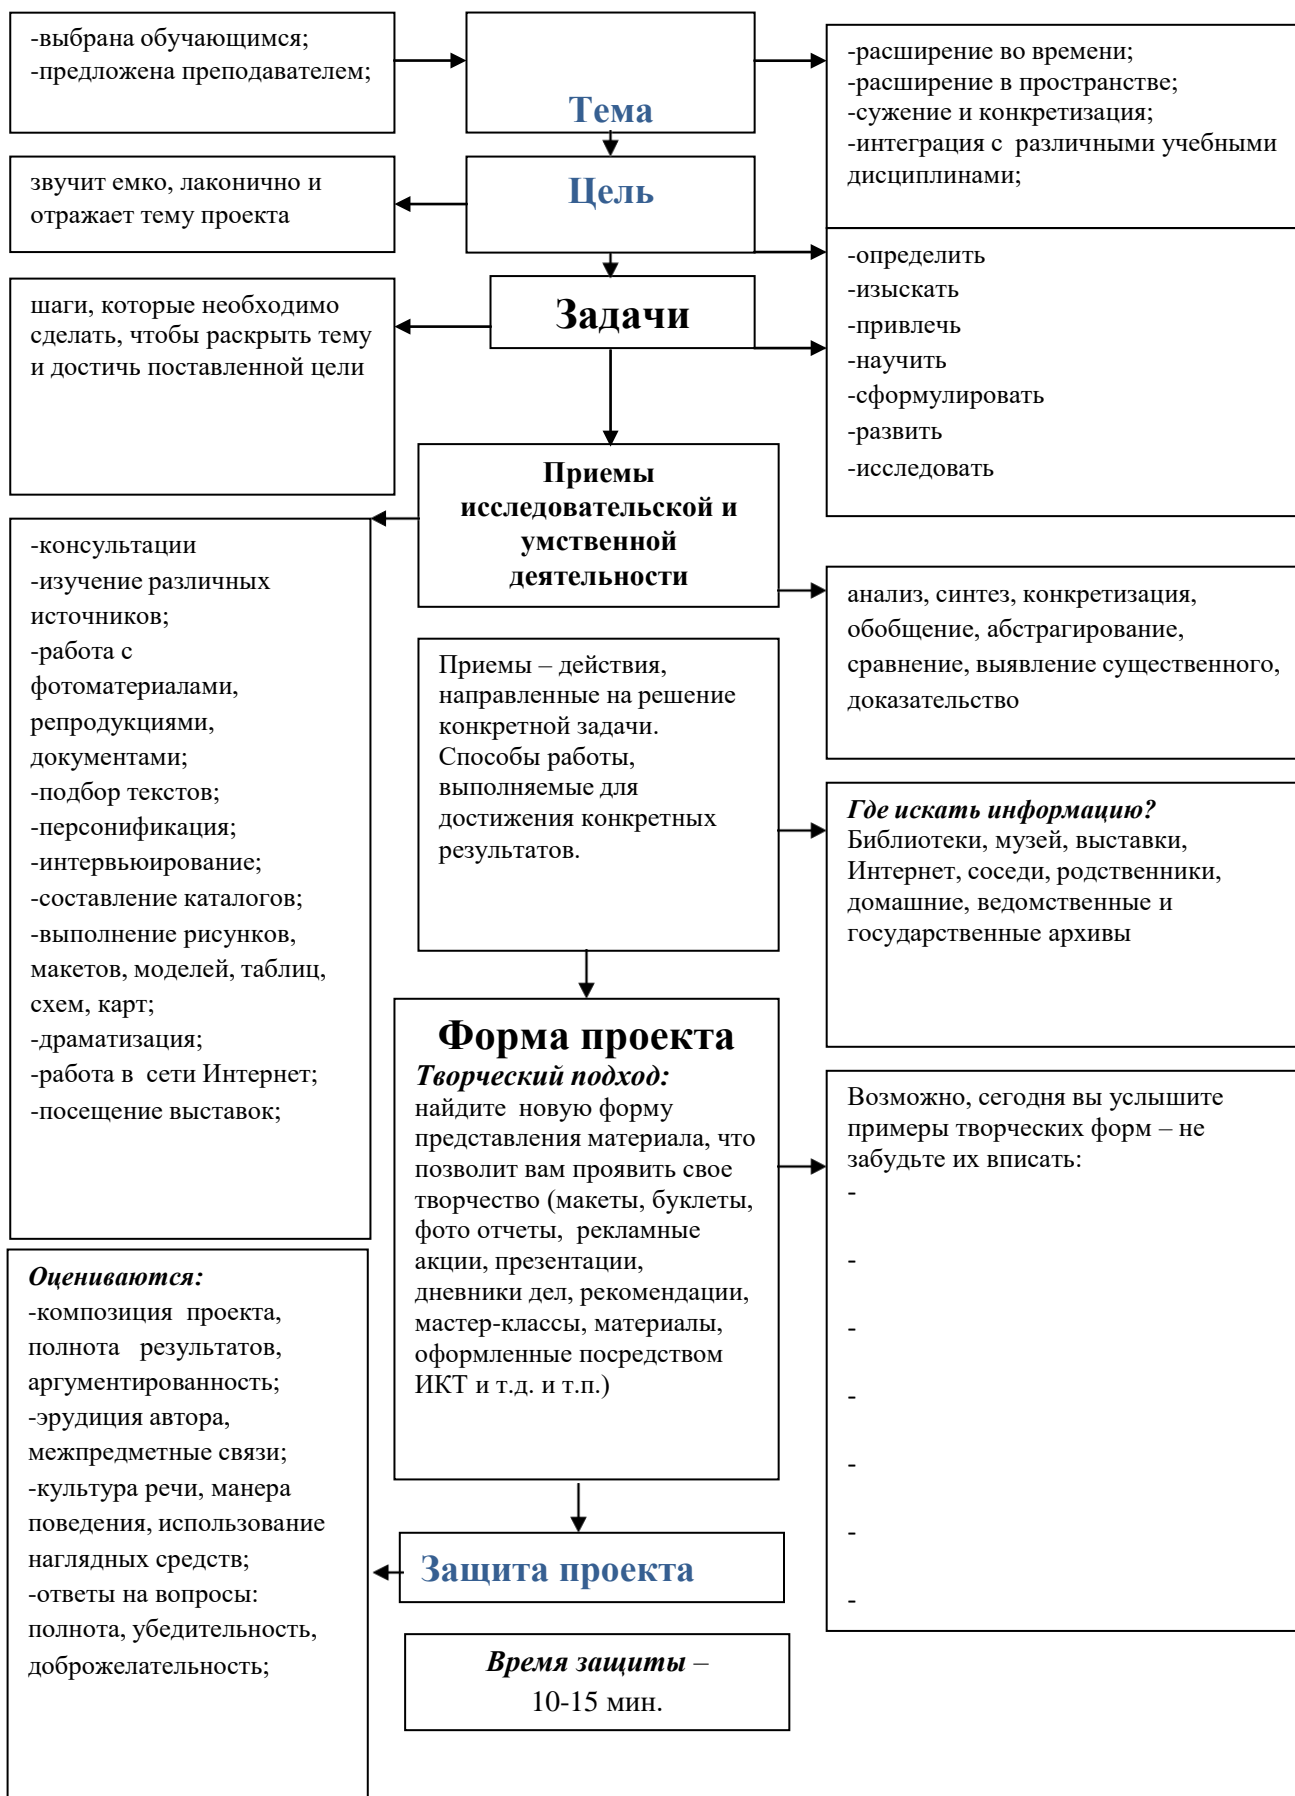 -выбрана обучающимся;
-предложена преподавателем;
Тема
-расширение во времени;
-расширение в пространстве;
-сужение и конкретизация;
-интеграция с различными учебными
дисциплинами;
звучит емко, лаконично и
отражает тему проекта
Цель
-определить
-изыскать
-привлечь
-научить
-сформулировать
-развить
-исследовать
шаги, которые необходимо
сделать, чтобы раскрыть тему
и достичь поставленной цели
Задачи
Приемы
исследовательской и
умственной
деятельности
-консультации
-изучение различных
источников;
-работа с
фотоматериалами,
репродукциями,
документами;
-подбор текстов;
-персонификация;
-интервьюирование;
-составление каталогов;
-выполнение рисунков,
макетов, моделей, таблиц,
схем, карт;
-драматизация;
-работа в сети Интернет;
-посещение выставок;
анализ, синтез, конкретизация,
обобщение, абстрагирование,
сравнение, выявление существенного,
доказательство
Приемы – действия,
направленные на решение
конкретной задачи.
Способы работы,
выполняемые для
достижения конкретных
результатов.
Где искать информацию?
Библиотеки, музей, выставки,
Интернет, соседи, родственники,
домашние, ведомственные и
государственные архивы
Форма проекта
Творческий подход:
найдите новую форму
представления материала, что
позволит вам проявить свое
творчество (макеты, буклеты,
фото отчеты, рекламные
акции, презентации,
дневники дел, рекомендации,
мастер-классы, материалы,
оформленные посредством
ИКТ и т.д. и т.п.)
Возможно, сегодня вы услышите
примеры творческих форм – не
забудьте их вписать:
-
-
-
-
-
-
-
Оцениваются:
-композиция проекта,
полнота результатов,
аргументированность;
-эрудиция автора,
межпредметные связи;
-культура речи, манера
поведения, использование
наглядных средств;
-ответы на вопросы:
полнота, убедительность,
доброжелательность;
Защита проекта
Время защиты –
10-15 мин.